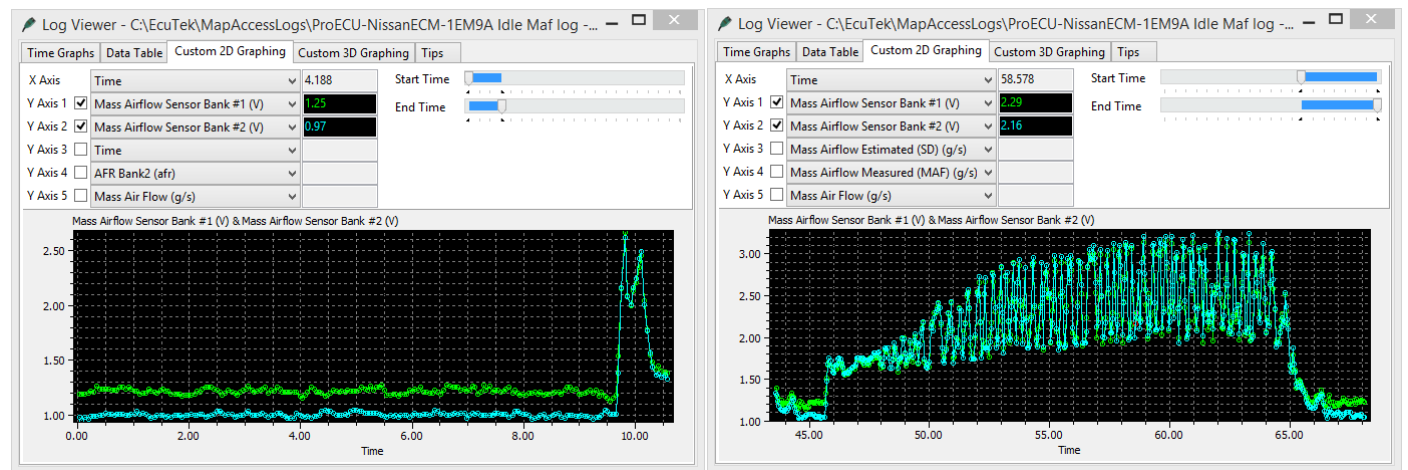 Log Viewer - C:\EcuTek\MapAccessLogs\ProECU-NissanECM-1EM9A Idle Maf log -...
Time Graphs Data Table Custom 2D Graphing Custom 3D Graphing Tips
X Axis Time 4.188 Start Time
Y Axis 1 Mass Airflow Sensor Bank #1 (V) 1.25 End Time
Y Axis 2 Mass Airflow Sensor Bank #2 (V) 0.97
Y Axis 3 Time
Y Axis 4 AFR Bank2 (afr)
Y Axis 5 Mass Air Flow (g/s)
Mass Airflow Sensor Bank #1 (V) & Mass Airflow Sensor Bank #2 (V)
2.50
2.00
1.50
1.00
0.00 2.00 4.00 6.00 8.00 10.00
Time
Log Viewer - C:\EcuTek\MapAccessLogs\ProECU-NissanECM-1EM9A Idle Maf log -...
Time Graphs Data Table Custom 2D Graphing Custom 3D Graphing Tips
X Axis Time 58.578 Start Time
Y Axis 1 Mass Airflow Sensor Bank #1 (V) 2.29 End Time
Y Axis 2 Mass Airflow Sensor Bank #2 (V) 2.16
Y Axis 3 Mass Airflow Estimated (SD) (g/s)
Y Axis 4 Mass Airflow Measured (MAF) (g/s)
Y Axis 5 Mass Air Flow (g/s)
Mass Airflow Sensor Bank #1 (V) & Mass Airflow Sensor Bank #2 (V)
3.00
2.50
2.00
1.50
1.00
45.00 50.00 55.00 60.00 65.00
Time